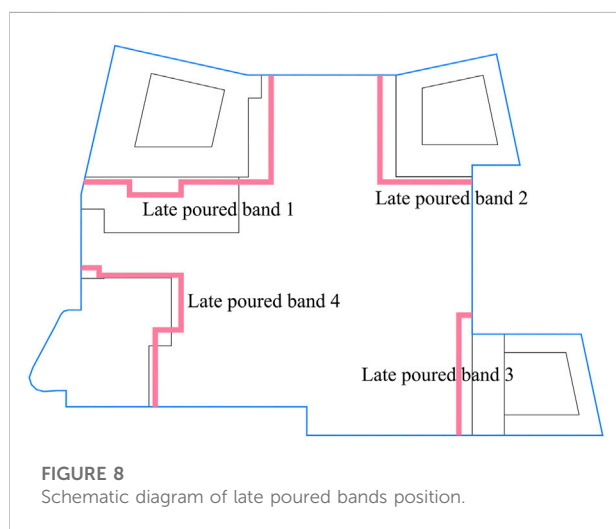 Late poured band 1
Late poured band 2
Late poured band 4
Late poured band 3
FIGURE 8
Schematic diagram of late poured bands position.